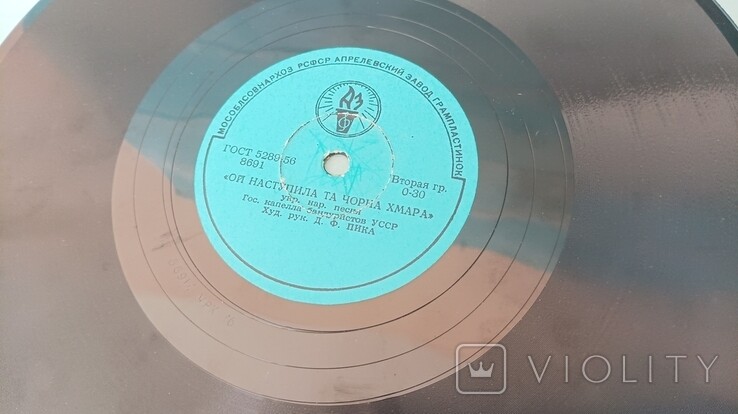 МОСОБЛСОВНАРХОЗ РСФСР АПРЕЛЕВСКИЙ ЗАВОД ГРАМПЛАСТИНОК
АЗ
ГОСТ 5289-56
8691
Вторая гр.
0-30
«ОЙ НАСТУПИЛА ТА ЧОРНА ХМАРА»
укр. нар. песня
Гос. капелла бандуристов УССР
Худ. рук. Д. Ф. ПИКА
VIOLITY